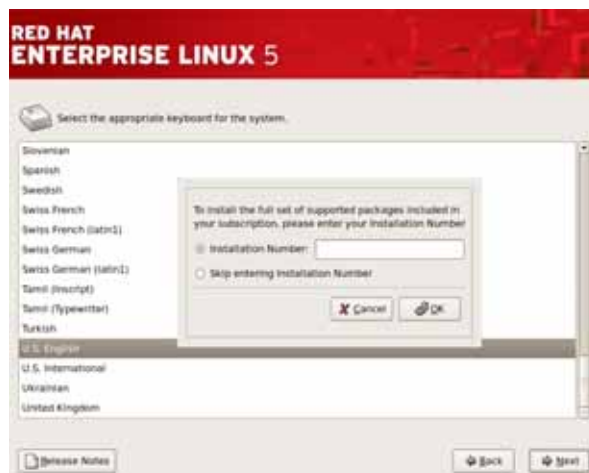 RED HAT
ENTERPRISE LINUX 5
Select the appropriate keyboard for the system.
Slovenian
Spanish
Swedish
Swiss French
Swiss French (latin1)
Swiss German
Swiss German (latin1)
Tamil (Inscript)
Tamil (Typewriter)
Turkish
U.S. English
U.S. International
Ukrainian
United Kingdom
To install the full set of supported packages included in
your subscription, please enter your Installation Number
Installation Number:
Skip entering Installation Number
Cancel
OK
Release Notes
Back
Next